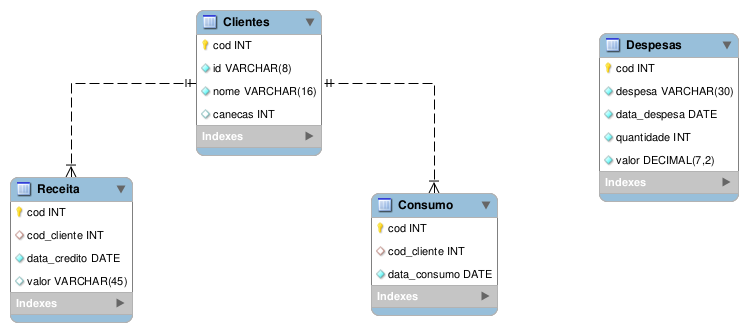 Clientes
cod INT
id VARCHAR(8)
nome VARCHAR(16)
canecas INT
Indexes
Despesas
cod INT
despesa VARCHAR(30)
data_despesa DATE
quantidade INT
valor DECIMAL(7,2)
Indexes
Receita
cod INT
cod_cliente INT
data_credito DATE
valor VARCHAR(45)
Indexes
Consumo
cod INT
cod_cliente INT
data_consumo DATE
Indexes